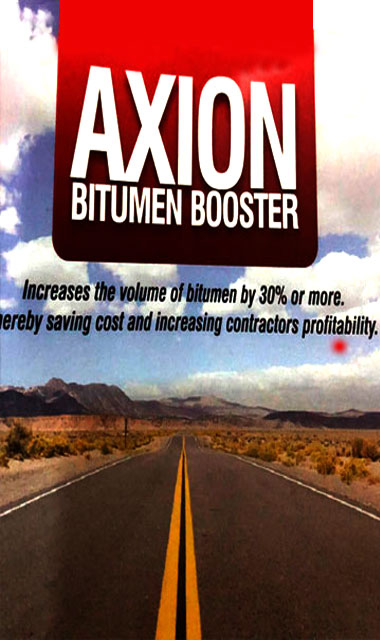 AXION
BITUMEN BOOSTER
Increases the volume of bitumen by 30% or more.
hereby saving cost and increasing contractors profitability.